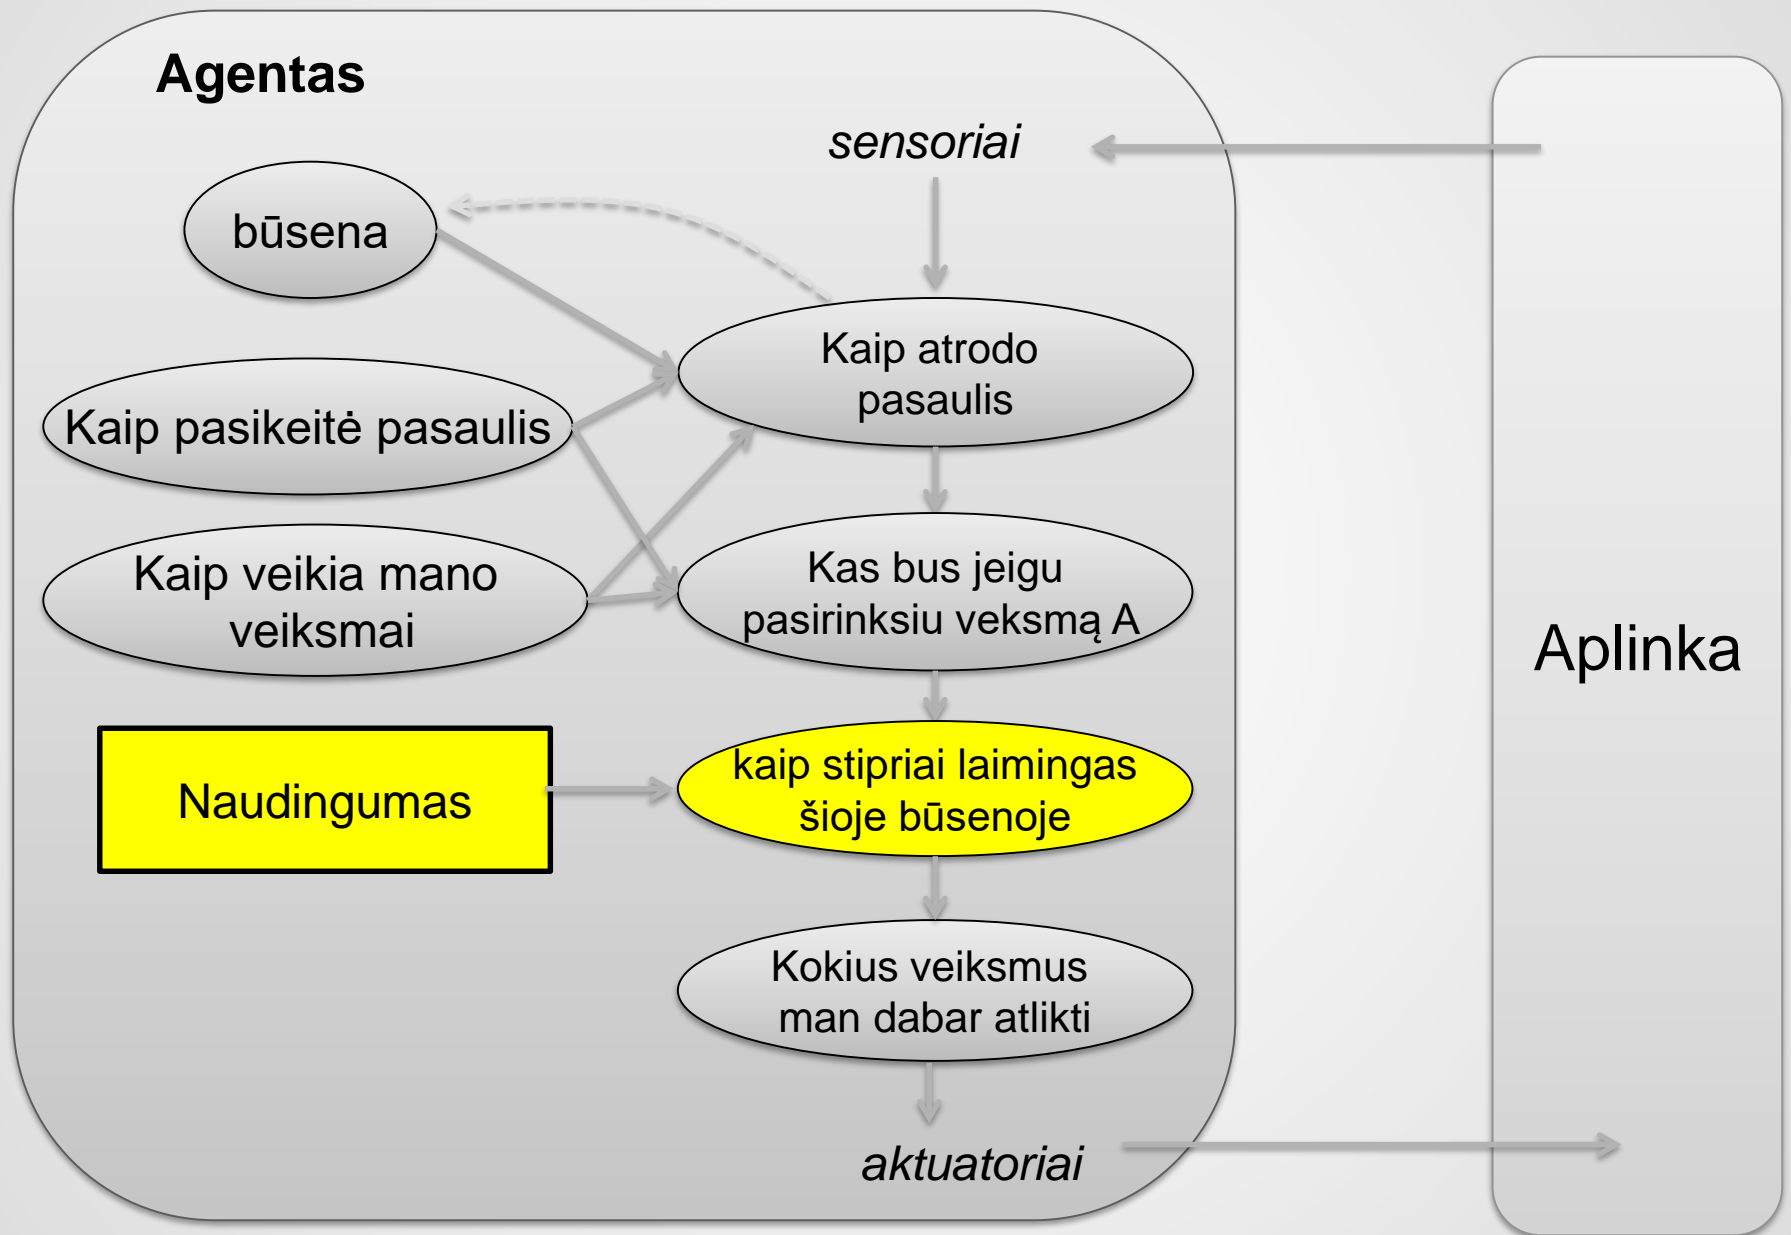 Agentas
sensoriai
būsena
Kaip atrodo
pasaulis
Kaip pasikeitė pasaulis
Kaip veikia mano
veiksmai
Kas bus jeigu
pasirinksiu veksmą A
Aplinka
Naudingumas
kaip stipriai laimingas
šioje būsenoje
Kokius veiksmus
man dabar atlikti
aktuatoriai